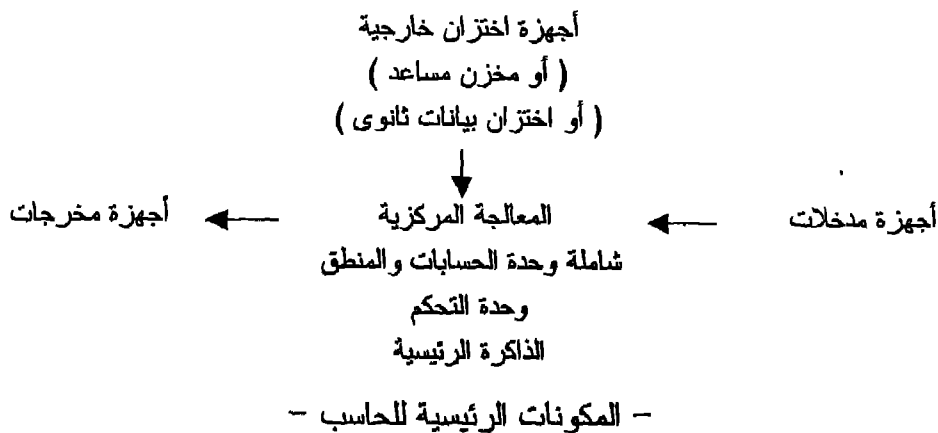 أجهزة اختزان خارجية
( أو مخزن مساعد )
( أو اختزان بيانات ثانوى )
أجهزة مدخلات
المعالجة المركزية
أجهزة مخرجات
شاملة وحدة الحسابات والمنطق
وحدة التحكم
الذاكرة الرئيسية
- المكونات الرئيسية للحاسب -